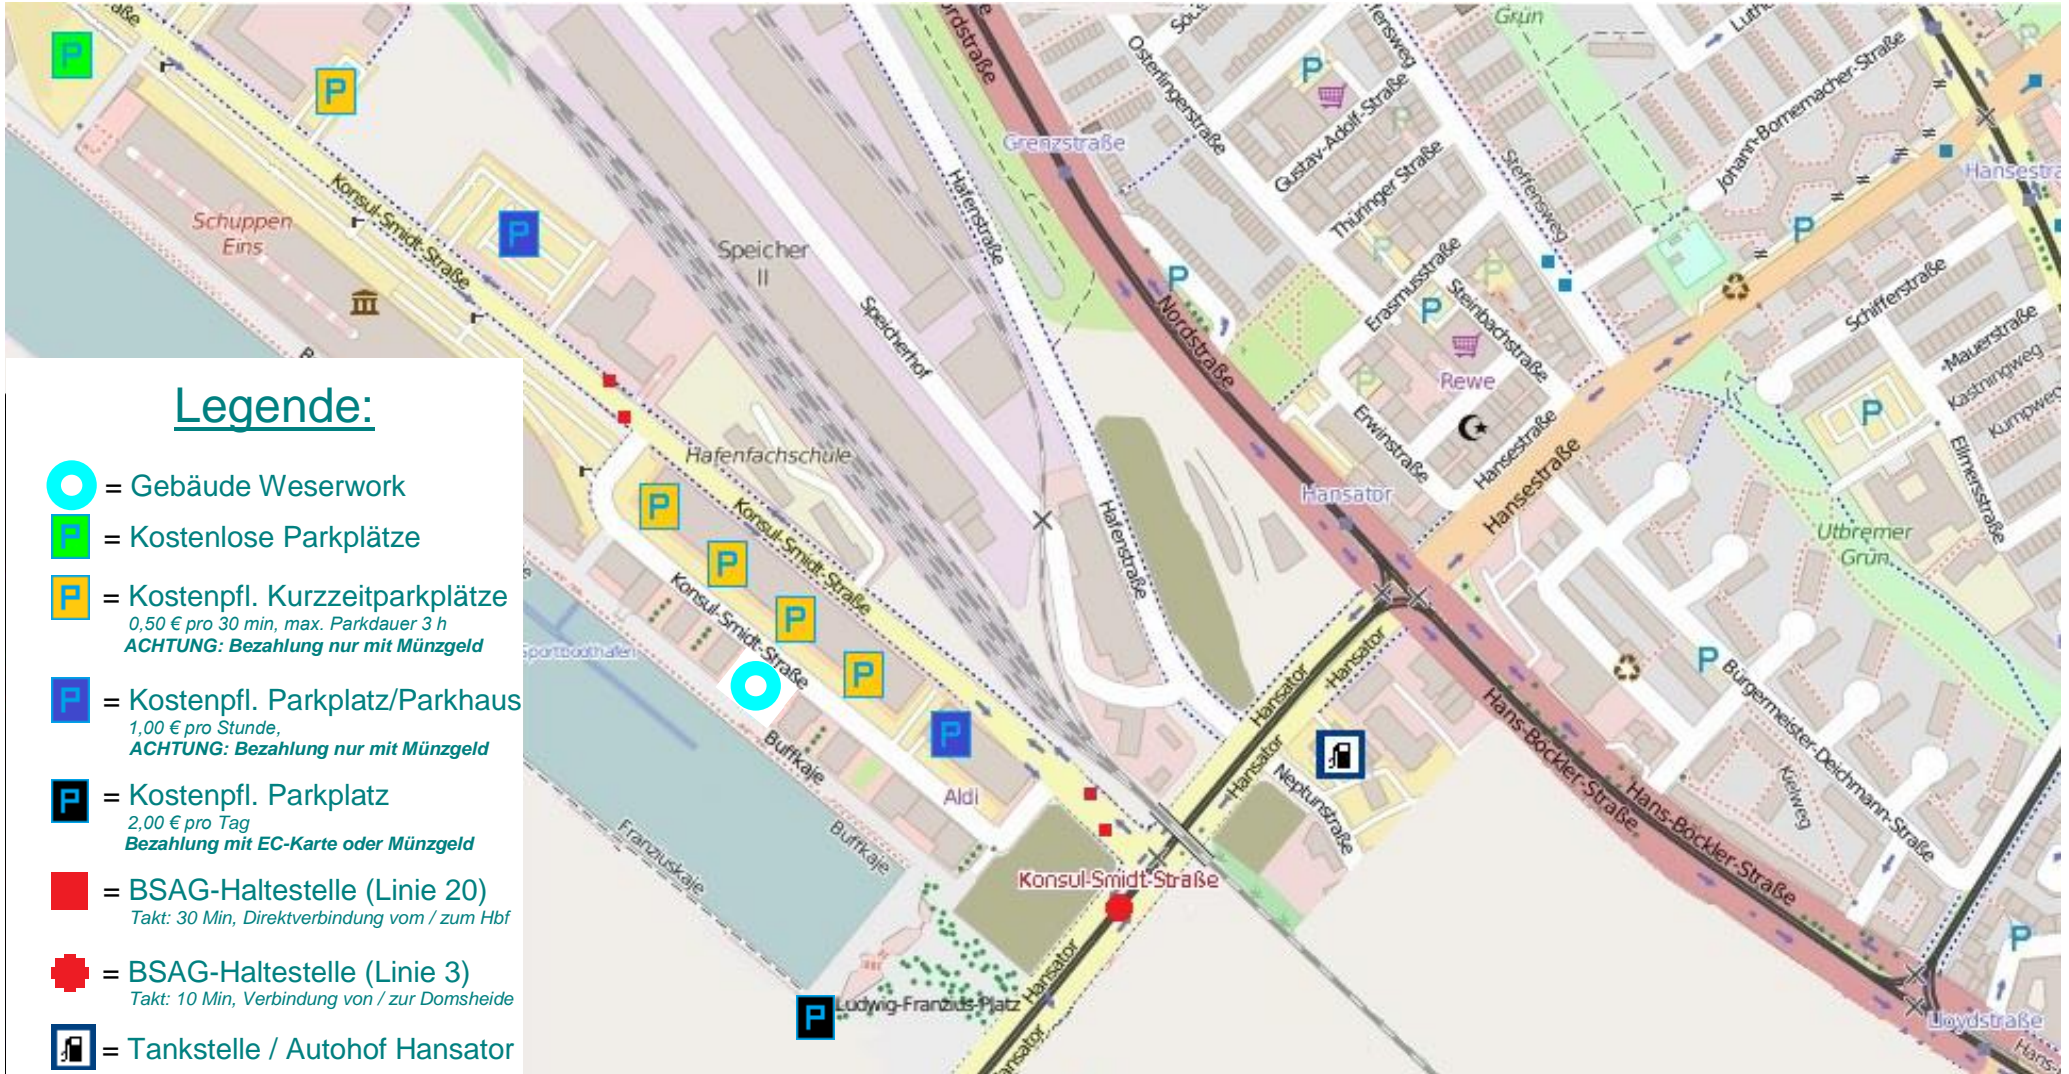 Legende:
= Gebäude Weserwork
P = Kostenlose Parkplätze
P = Kostenpfl. Kurzzeitparkplätze
0,50 € pro 30 min, max. Parkdauer 3 h
ACHTUNG: Bezahlung nur mit Münzgeld
P = Kostenpfl. Parkplatz/Parkhaus
1,00 € pro Stunde,
ACHTUNG: Bezahlung nur mit Münzgeld
P = Kostenpfl. Parkplatz
2,00 € pro Tag
Bezahlung mit EC-Karte oder Münzgeld
= BSAG-Haltestelle (Linie 20)
Takt: 30 Min, Direktverbindung vom / zum Hbf
= BSAG-Haltestelle (Linie 3)
Takt: 10 Min, Verbindung von / zur Domsheide
= Tankstelle / Autohof Hansator
P
P
P
Schuppen
Eins
Konsul-Smidt-Straße
Speicher
II
Speicherhof
Hafenstraße
Hafenfachschule
Konsul-Smidt-Straße
Konsul-Smidt-Straße
P
P
P
P
P
Sportboothafen
Buffkaje
Buffkaje
Franziuskaje
Aldi
P
Ludwig-Franzius-Platz
Konsul-Smidt-Straße
Hansator
Hansator
Hansator
Hansator
Hansator
Hansator
Hafenstraße
Neptunstraße
Grenzstraße
Nordstraße
Osterlingerstraße
P
Gustav-Adolf-Straße
P
Thüringer Straße
P
P
Erasmusstraße
P
P
Steinbachstraße
Rewe
P
Erwinstraße
Hansestraße
Hansestraße
Steffensweg
Grün
Johann-Bornemacher-Straße
P
P
Schifferstraße
Mauerstraße
Kastningweg
Kumpweg
P
Ellmersstraße
Utbremer
Grün
Hansator
P
Bürgermeister-Deichmann-Straße
Kielweg
Hans-Böckler-Straße
Hans-Böckler-Straße
P
Lloydstraße